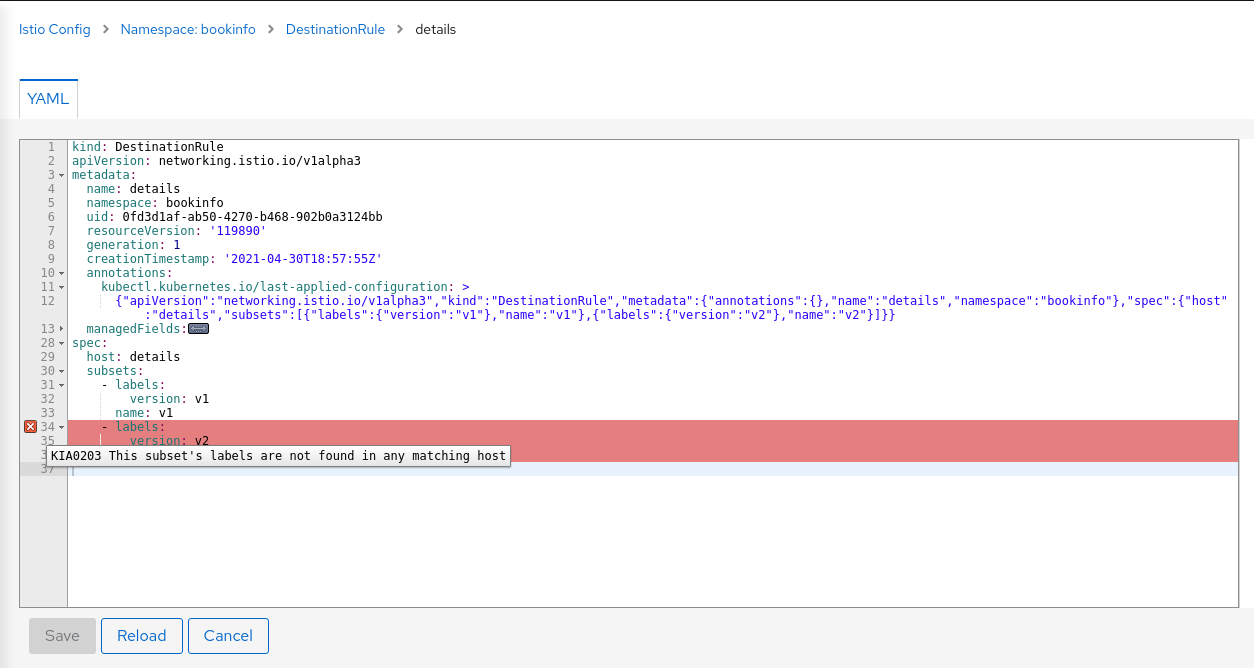 Istio Config > Namespace: bookinfo > DestinationRule > details
YAML
1 kind: DestinationRule
2 apiVersion: networking.istio.io/v1alpha3
3 metadata:
4 name: details
5 namespace: bookinfo
6 uid: 0fd3d1af-ab50-4270-b468-902b0a3124bb
7 resourceVersion: '119890'
8 generation: 1
9 creationTimestamp: '2021-04-30T18:57:55Z'
10 annotations:
11 kubectl.kubernetes.io/last-applied-configuration: >
12 {"apiVersion":"networking.istio.io/v1alpha3","kind":"DestinationRule","metadata":{"annotations":{},"name":"details","namespace":"bookinfo"},"spec":{"host"
:"details","subsets":[{"labels":{"version":"v1"},"name":"v1"},{"labels":{"version":"v2"},"name":"v2"}]}}
13 managedFields:
28 spec:
29 host: details
30 subsets:
31 - labels:
32 version: v1
33 name: v1
34 - labels:
35 version: v2
KIA0203 This subset's labels are not found in any matching host
37
Save Reload Cancel